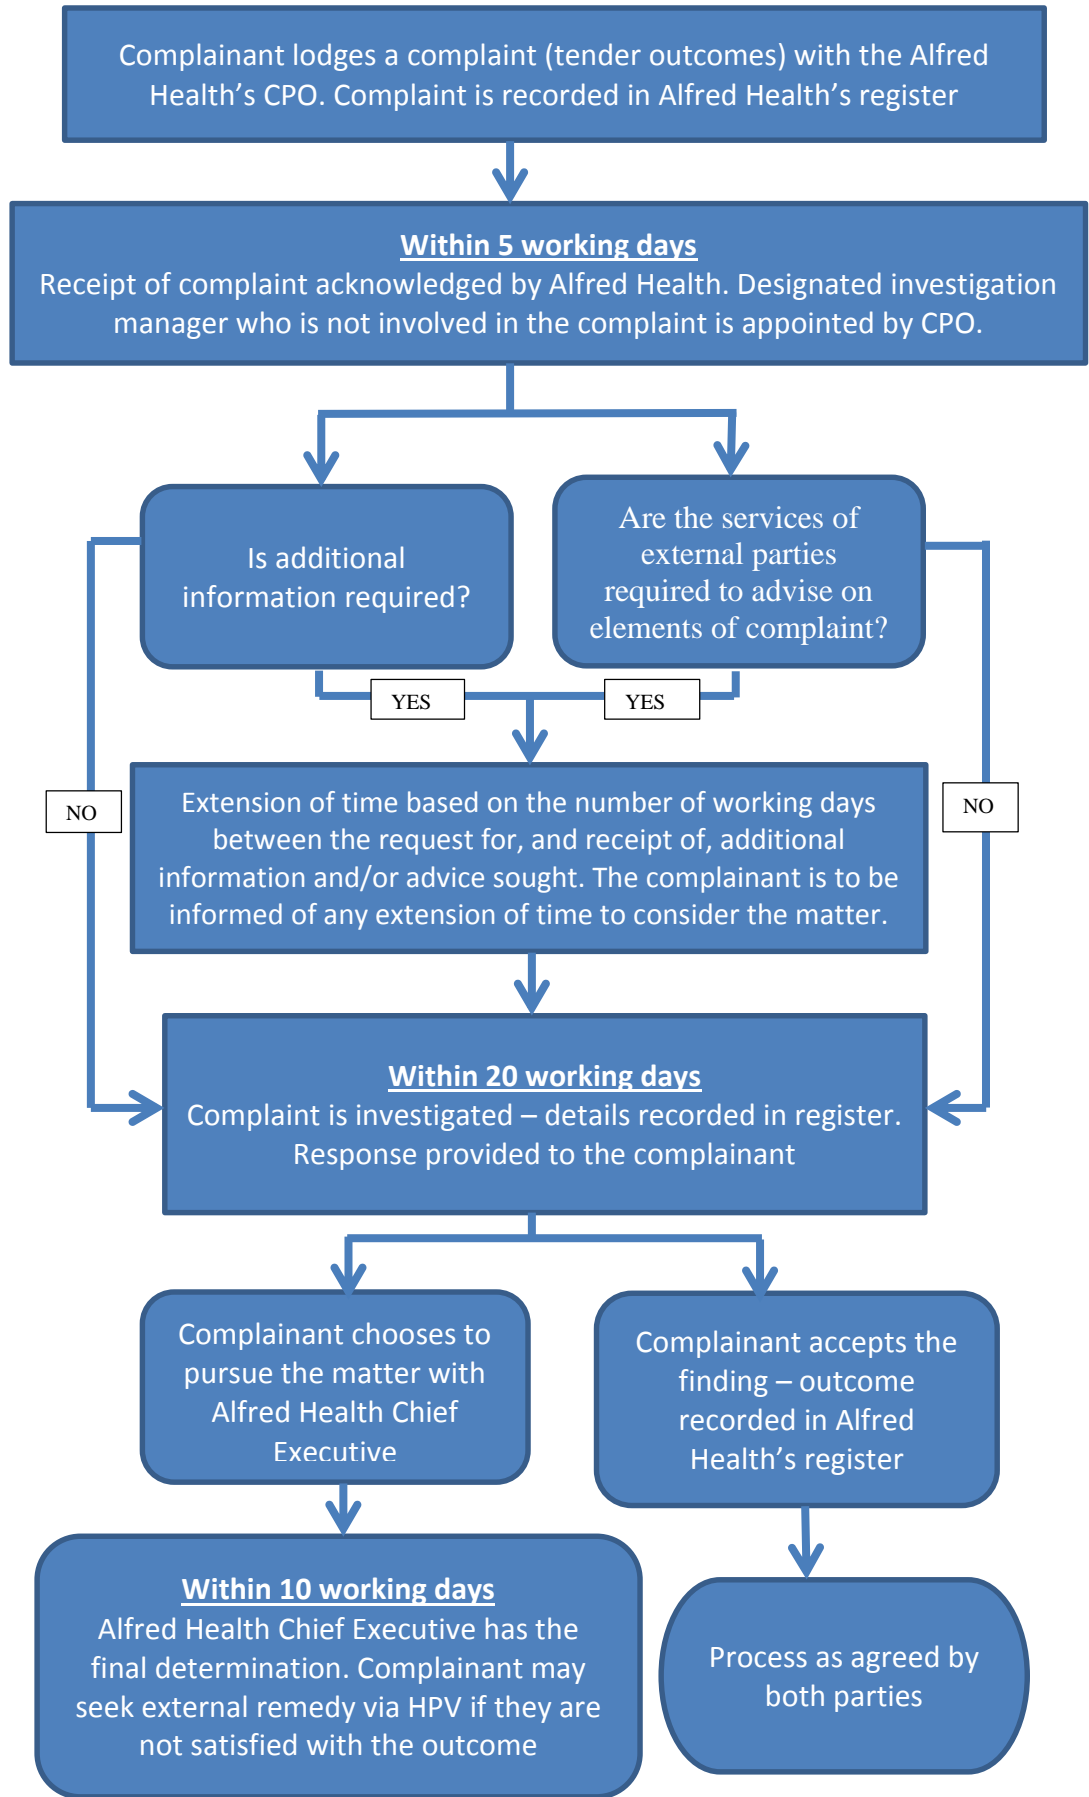 Complainant lodges a complaint (tender outcomes) with the Alfred
Health’s CPO. Complaint is recorded in Alfred Health’s register
Within 5 working days
Receipt of complaint acknowledged by Alfred Health. Designated investigation
manager who is not involved in the complaint is appointed by CPO.
Is additional
information required?
Are the services of
external parties
required to advise on
elements of complaint?
YES
YES
NO
NO
Extension of time based on the number of working days
between the request for, and receipt of, additional
information and/or advice sought. The complainant is to be
informed of any extension of time to consider the matter.
Within 20 working days
Complaint is investigated – details recorded in register.
Response provided to the complainant
Complainant chooses to
pursue the matter with
Alfred Health Chief
Executive
Complainant accepts the
finding – outcome
recorded in Alfred
Health’s register
Within 10 working days
Alfred Health Chief Executive has the
final determination. Complainant may
seek external remedy via HPV if they are
not satisfied with the outcome
Process as agreed by
both parties